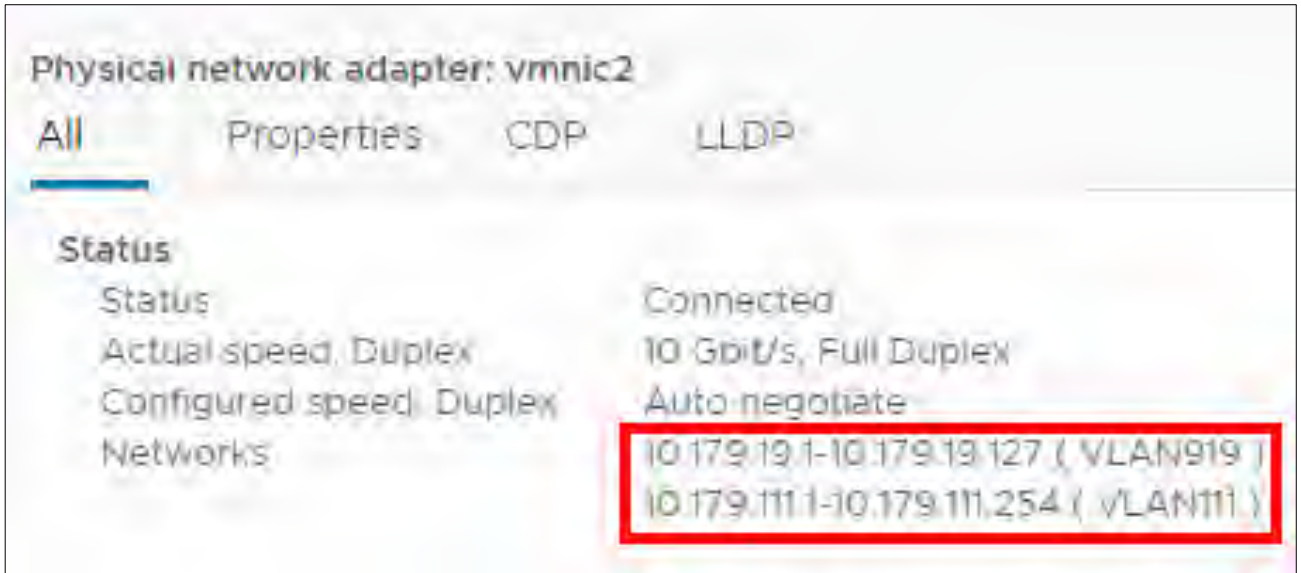 Physical network adapter: vmnic2
All Properties CDP LLDP
Status
Status Connected
Actual speed, Duplex 10 Gbit/s, Full Duplex
Configured speed, Duplex Auto negotiate
Networks 10.179.19.1-10.179.19.127 ( VLAN919 )
10.179.111.1-10.179.111.254 ( VLAN111 )